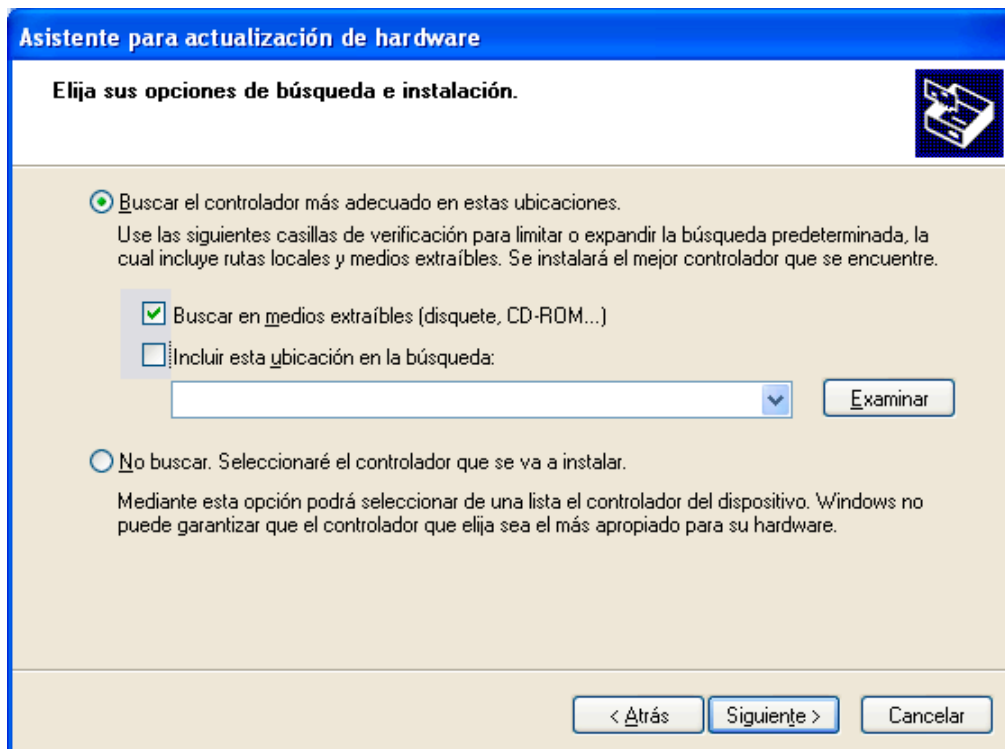 Asistente para actualización de hardware
Elija sus opciones de búsqueda e instalación.
Buscar el controlador más adecuado en estas ubicaciones.
Use las siguientes casillas de verificación para limitar o expandir la búsqueda predeterminada, la
cual incluye rutas locales y medios extraíbles. Se instalará el mejor controlador que se encuentre.
Buscar en medios extraíbles (disquete, CD-ROM...)
Incluir esta ubicación en la búsqueda:
Examinar
No buscar. Seleccionaré el controlador que se va a instalar.
Mediante esta opción podrá seleccionar de una lista el controlador del dispositivo. Windows no
puede garantizar que el controlador que elija sea el más apropiado para su hardware.
< Atrás
Siguiente >
Cancelar